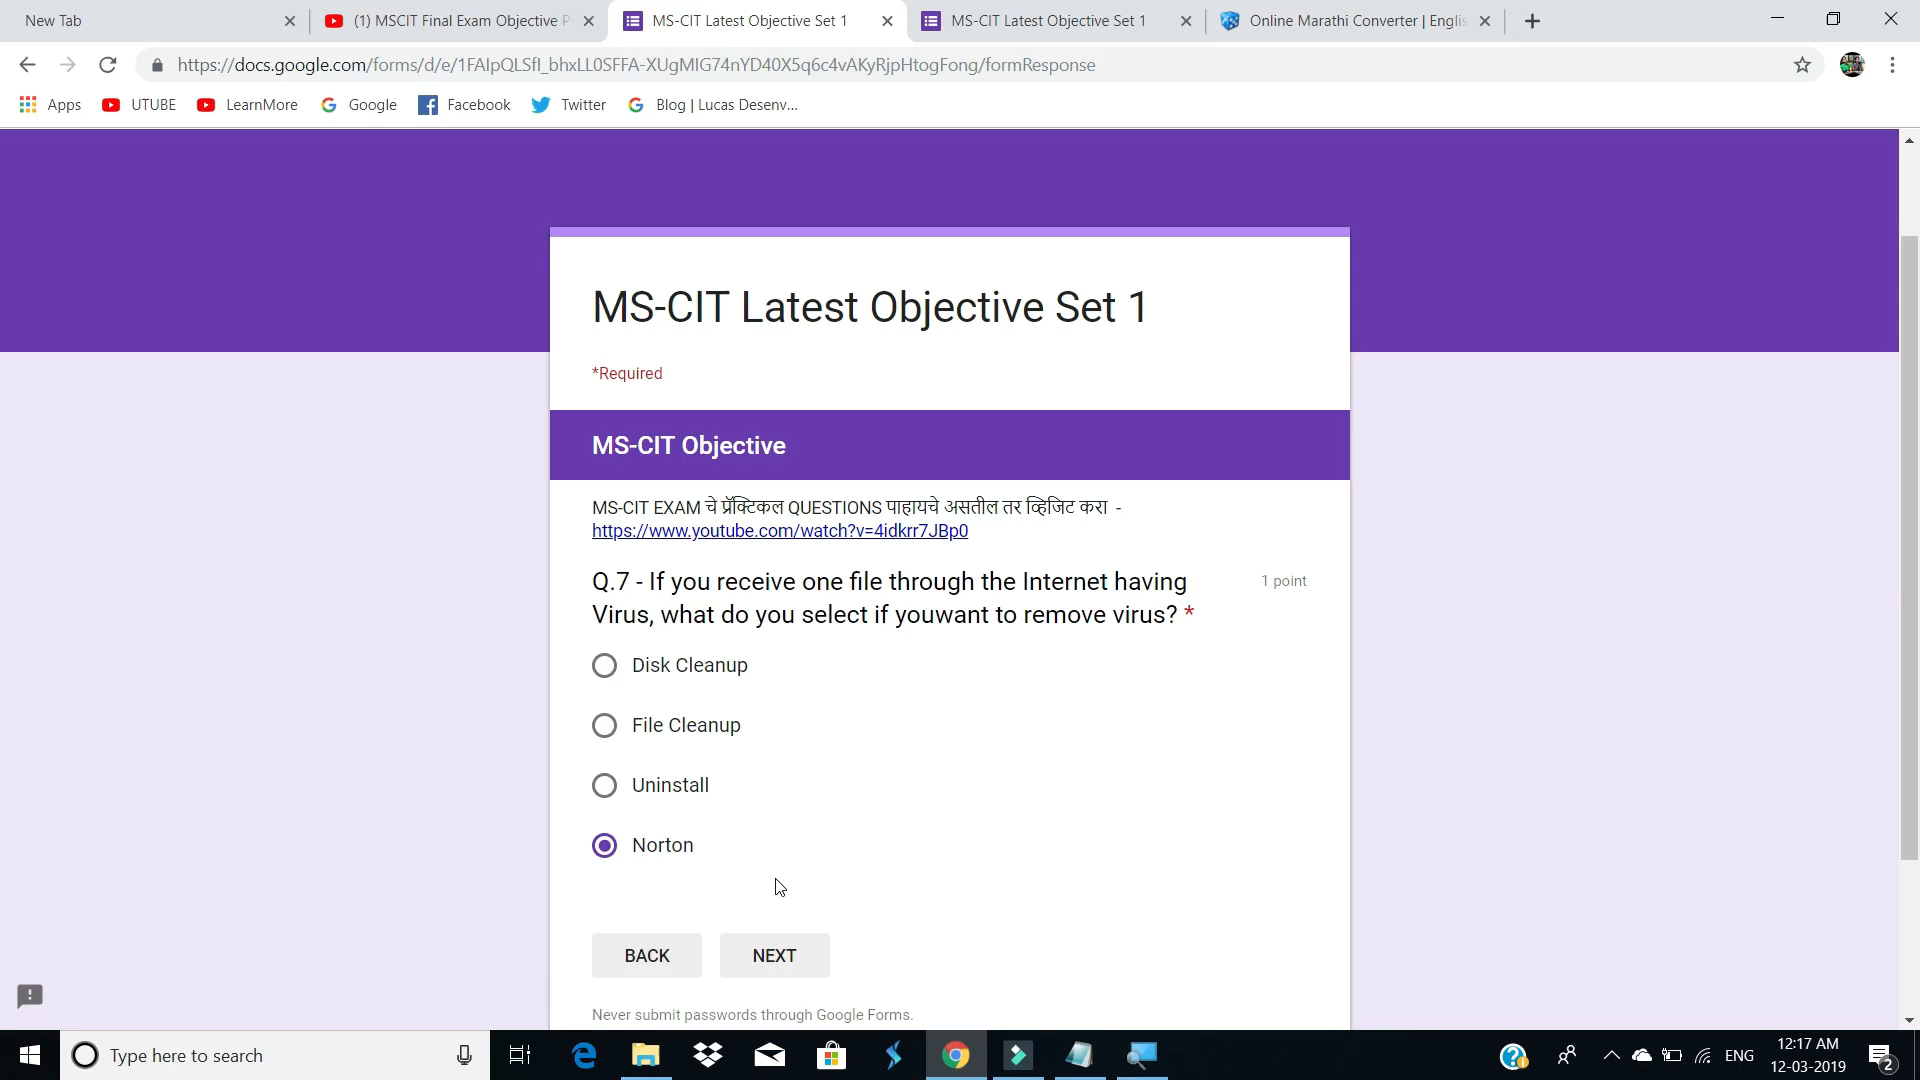 New Tab
(1) MSCIT Final Exam Objective P
MS-CIT Latest Objective Set 1
MS-CIT Latest Objective Set 1
Online Marathi Converter | Englis
https://docs.google.com/forms/d/e/1FAIpQLSfI_bhxLL0SFFA-XUgMIG74nYD40X5q6c4vAKyRjpHtogFong/formResponse
Apps UTUBE LearnMore Google Facebook Twitter Blog | Lucas Desenv...
MS-CIT Latest Objective Set 1
*Required
MS-CIT Objective
MS-CIT EXAM चे प्रॅक्टिकल QUESTIONS पाहायचे असतील तर व्हिजिट करा -
https://www.youtube.com/watch?v=4idkrr7JBp0
Q.7 - If you receive one file through the Internet having
1 point
Virus, what do you select if youwant to remove virus? *
Disk Cleanup
File Cleanup
Uninstall
Norton
BACK
NEXT
Never submit passwords through Google Forms.
Type here to search
ENG
12:17 AM
12-03-2019
2